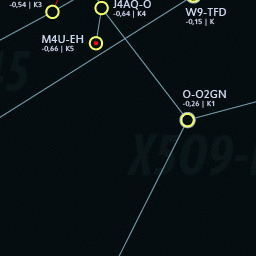 -0,54 | K3
J4AQ-O
-0,64 | K4
W9-TFD
-0,15 | K
M4U-EH
-0,66 | K5
O-O2GN
-0,26 | K1